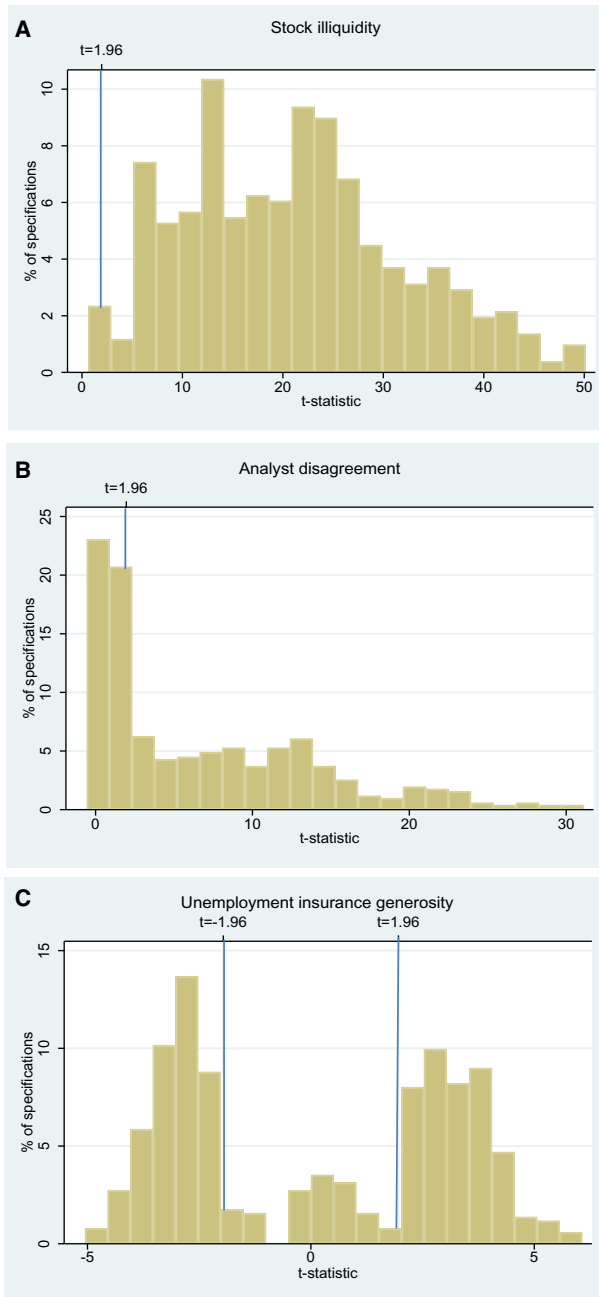 A
Stock illiquidity
t=1.96
% of specifications
10
8
6
4
2
0
0 10 20 30 40 50
t-statistic
B
Analyst disagreement
t=1.96
% of specifications
25
20
15
10
5
0
0 10 20 30
t-statistic
C
Unemployment insurance generosity
t=-1.96 t=1.96
% of specifications
15
10
5
0
-5 0 5
t-statistic